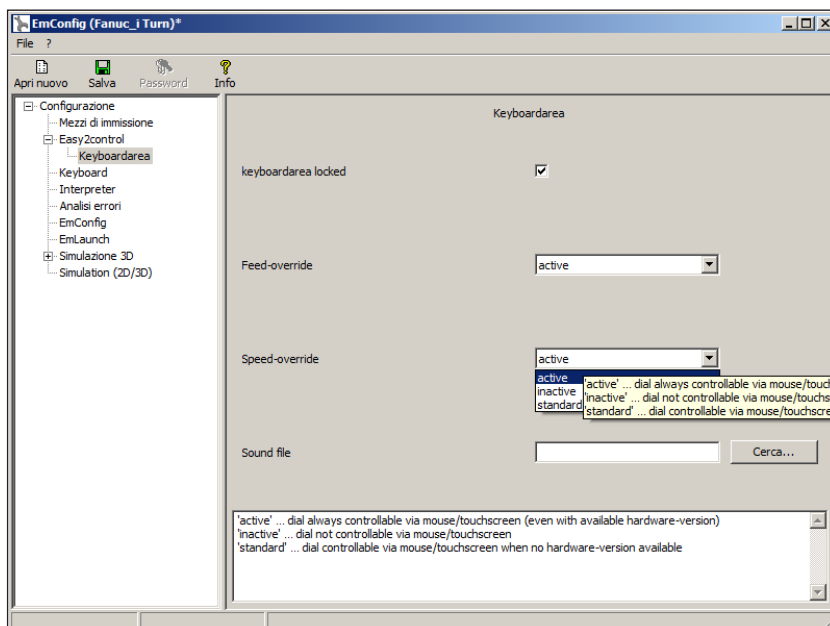 EmConfig (Fanuc_i Turn)*
File ?
Apri nuovo Salva Password Info
Configurazione
Mezzi di immissione
Easy2control
Keyboardarea
Keyboard
Interpreter
Analisi errori
EmConfig
EmLaunch
Simulazione 3D
Simulation (2D/3D)
Keyboardarea
keyboardarea locked
Feed-override active
Speed-override active
active
inactive
standard
'active' ... dial always controllable via mouse/touch
'inactive' ... dial not controllable via mouse/touchs
'standard' ... dial controllable via mouse/touchscre
Sound file Cerca...
'active' ... dial always controllable via mouse/touchscreen (even with available hardware-version)
'inactive' ... dial not controllable via mouse/touchscreen
'standard' ... dial controllable via mouse/touchscreen when no hardware-version available